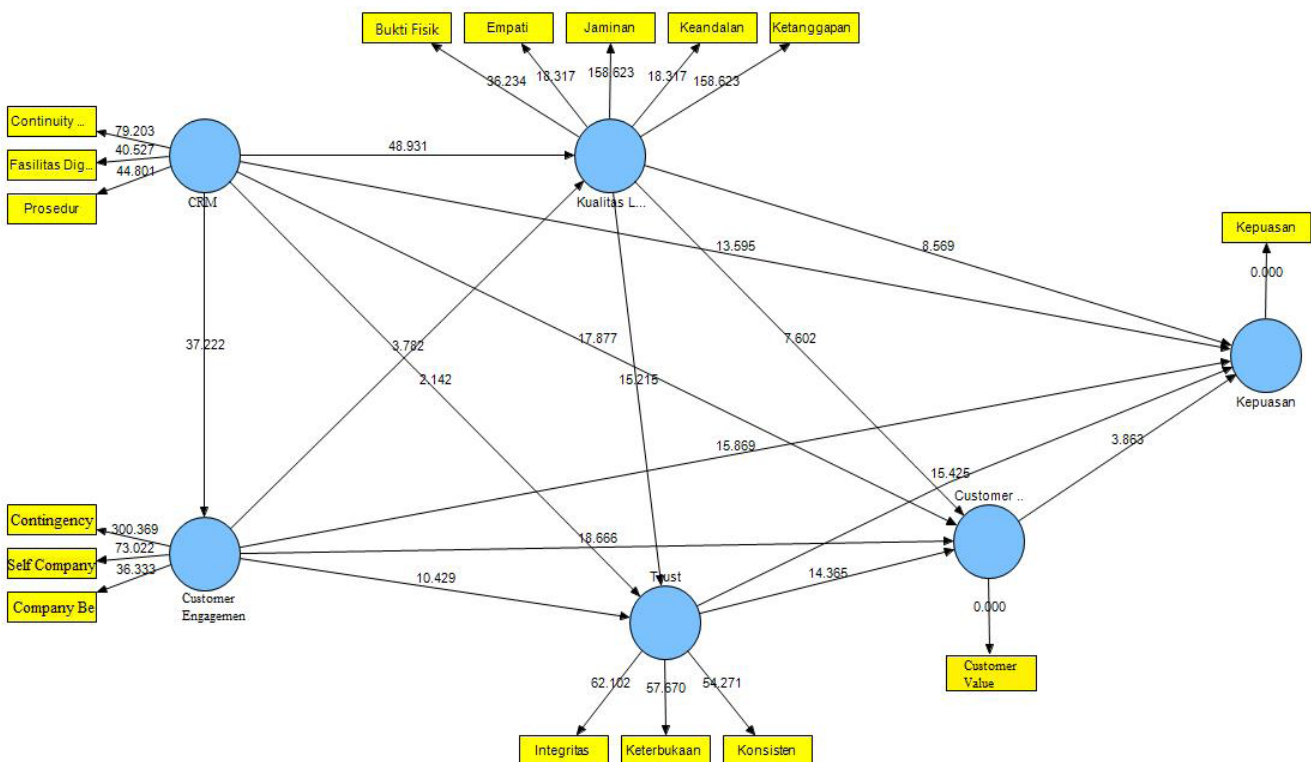 Bukti Fisik
Empati
Jaminan
Keandalan
Ketanggapan
36.234
18.317
158.623
18.317
158.623
Continuity ...
79.203
Fasilitas Dig...
40.527
Prosedur
44.801
CRM
48.931
Kualitas L...
13.595
8.569
Kepuasan
0.000
Kepuasan
37.222
3.782
2.142
15.215
17.877
7.602
15.869
15.425
3.863
Contingency
300.369
Self Company
73.022
Company Be
36.333
Customer
Engagemen
18.666
10.429
Trust
14.365
Customer ..
0.000
Customer
Value
62.102
57.670
54.271
Integritas
Keterbukaan
Konsisten